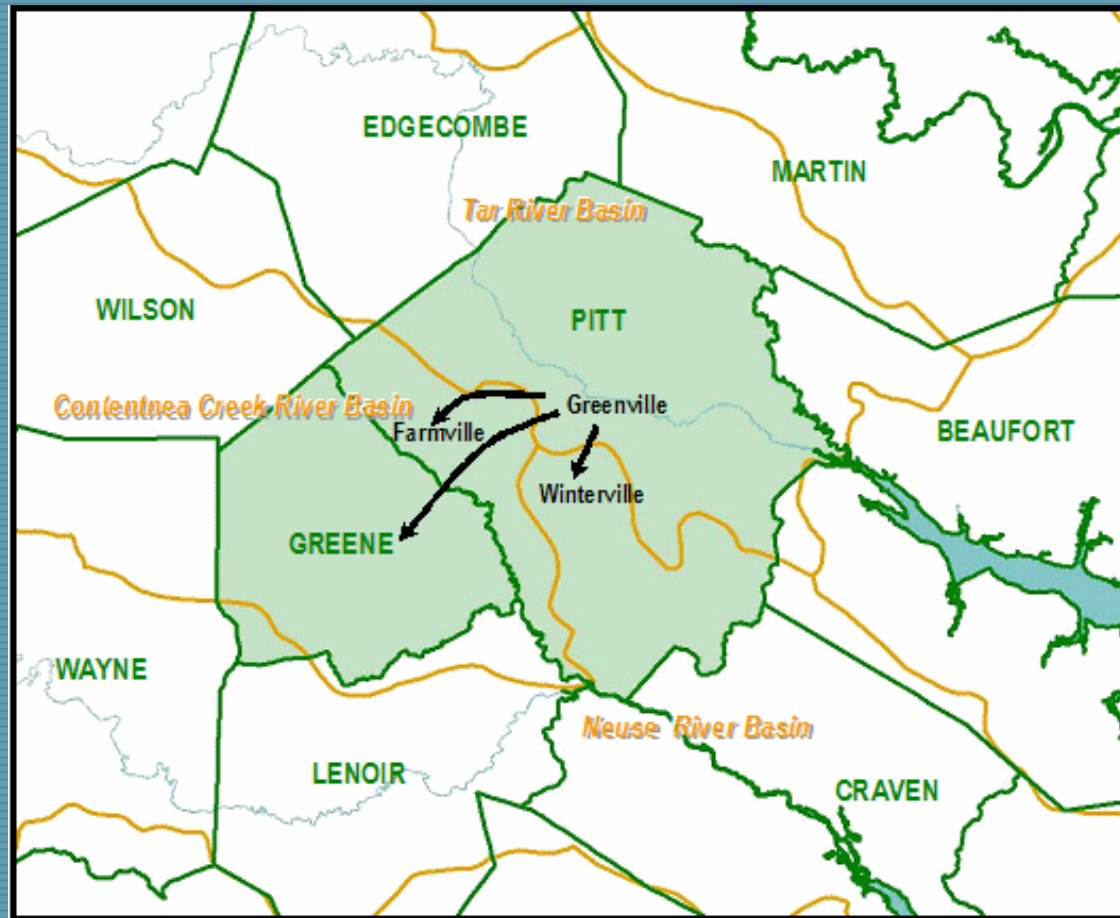 EDGECOMBE
MARTIN
Tar River Basin
WILSON
PITT
Contentnea Creek River Basin
Greenville
Farmville
BEAUFORT
Winterville
GREENE
WAYNE
Neuse River Basin
LENOIR
CRAVEN